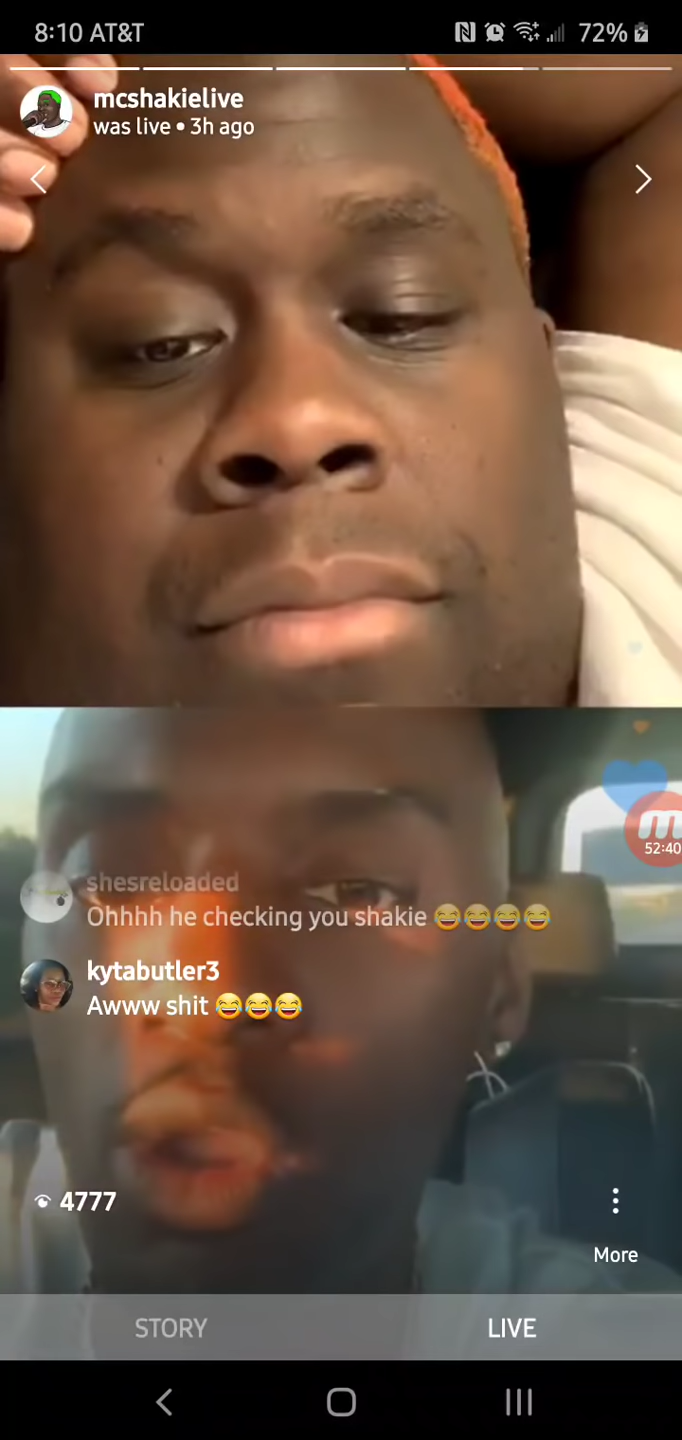 8:10 AT&T 72%
mcshakielive
was live • 3h ago
m
52:40
shesreloaded
Ohhhh he checking you shakie 😂😂😂😂
kytabutler3
Awww shit 😂😂😂
4777
More
STORY LIVE